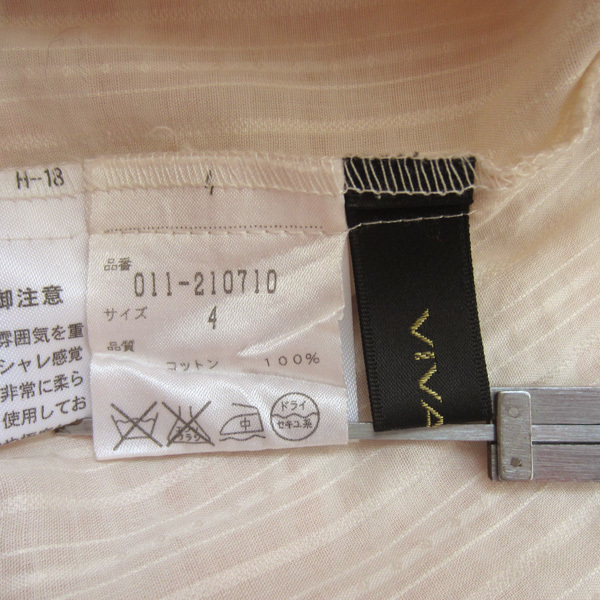 H-18
4
品番
011-210710
サイズ
4
品質
コットン 100%
中
ドライ
セキユ系
御注意
雰囲気を重
シャレ感覚
非常に柔ら
使用してお
VIVA